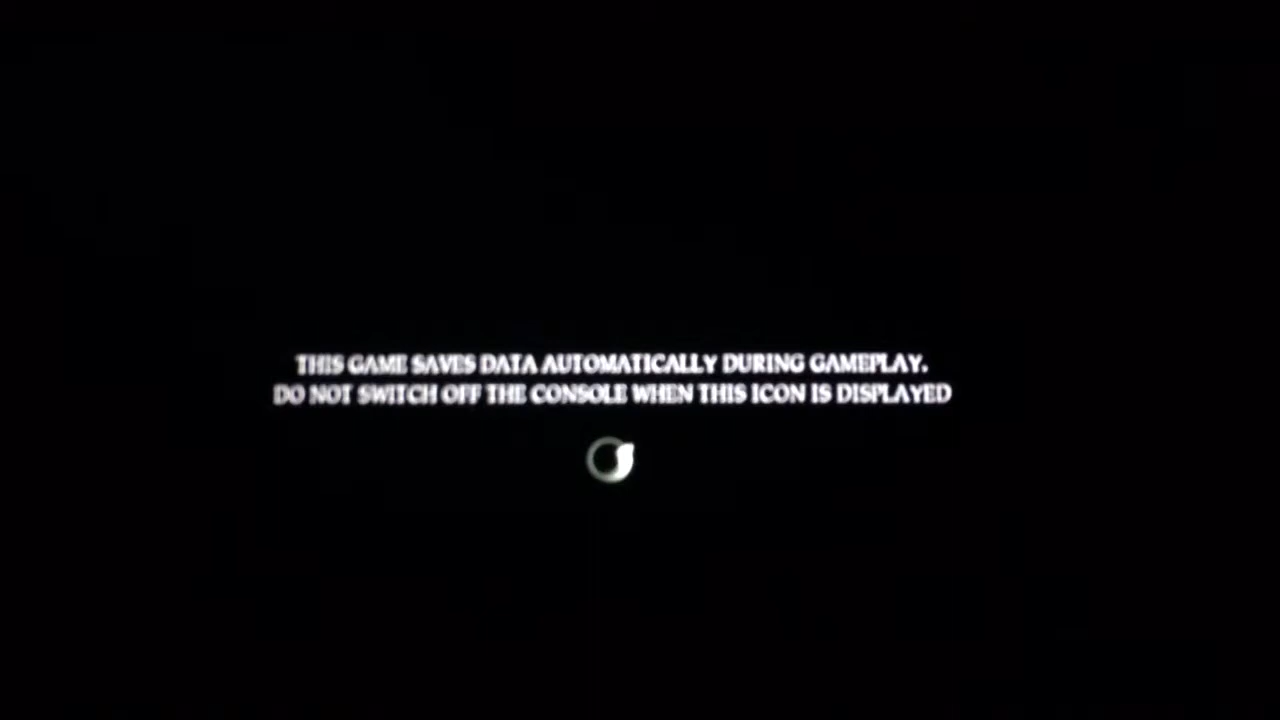 THIS GAME SAVES DATA AUTOMATICALLY DURING GAMEPLAY.
DO NOT SWITCH OFF THE CONSOLE WHEN THIS ICON IS DISPLAYED